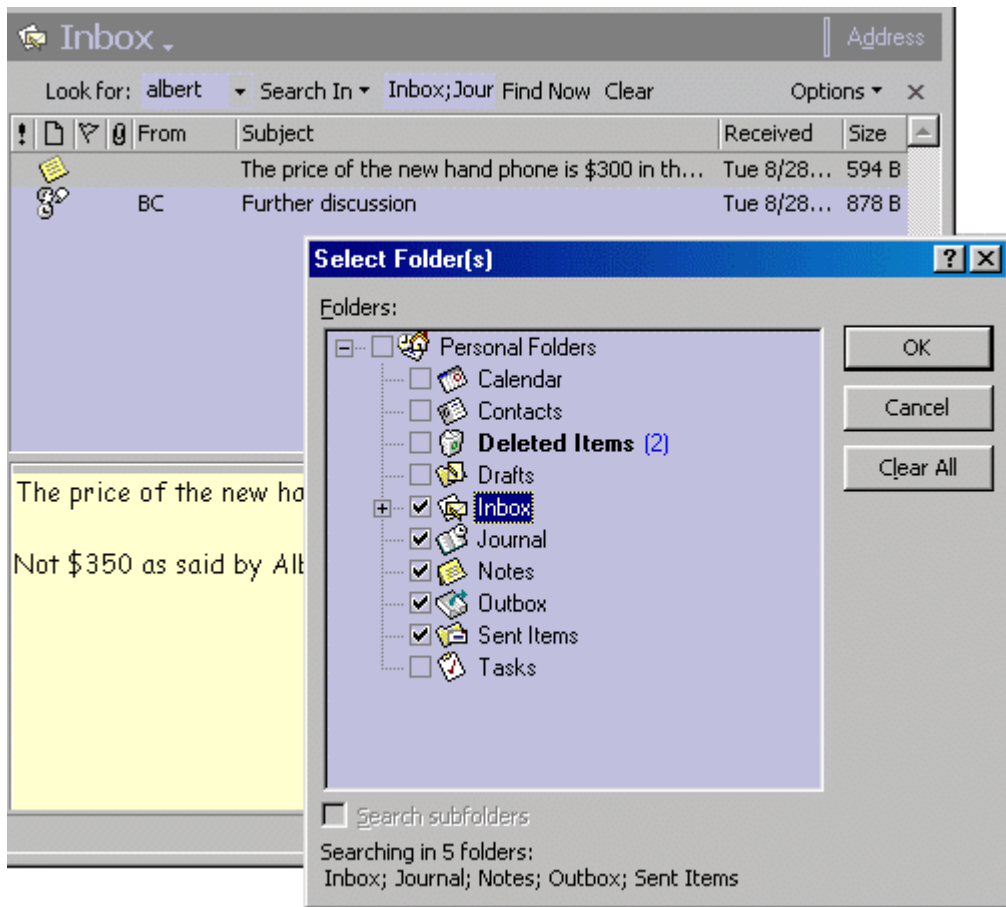 Inbox
Address
Look for: albert Search In Inbox;Jour Find Now Clear Options
! From Subject Received Size
The price of the new hand phone is $300 in th... Tue 8/28... 594 B
BC Further discussion Tue 8/28... 878 B
Select Folder(s)
Folders:
Personal Folders
Calendar
Contacts
Deleted Items (2)
Drafts
Inbox
Journal
Notes
Outbox
Sent Items
Tasks
OK
Cancel
Clear All
The price of the new ha
Not $350 as said by Alb
Search subfolders
Searching in 5 folders:
Inbox; Journal; Notes; Outbox; Sent Items